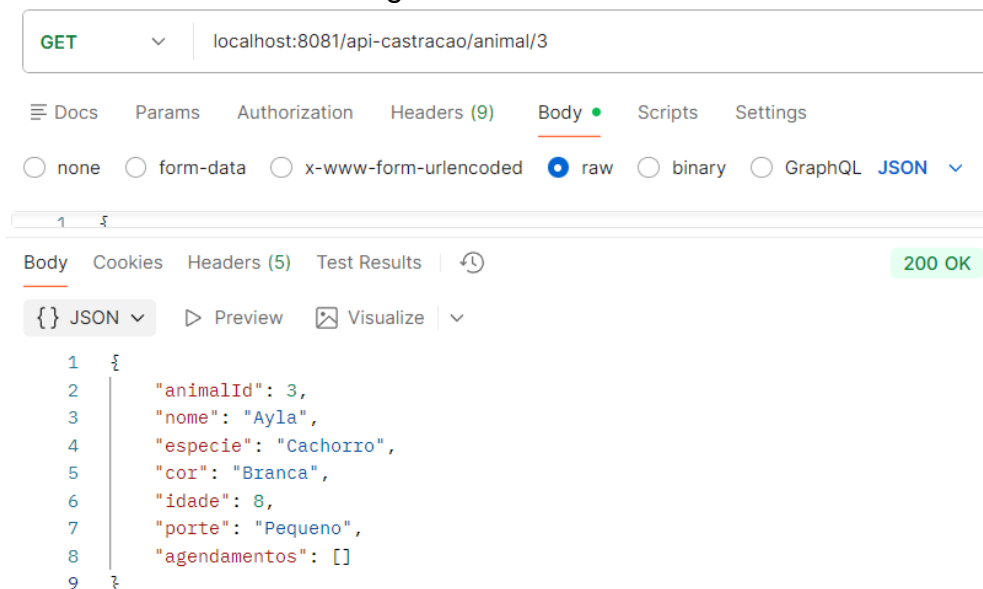 GET localhost:8081/api-castracao/animal/3
Docs Params Authorization Headers (9) Body Scripts Settings
none form-data x-www-form-urlencoded raw binary GraphQL JSON
1 {
Body Cookies Headers (5) Test Results 200 OK
{} JSON Preview Visualize
1 {
2 "animalId": 3,
3 "nome": "Ayla",
4 "especie": "Cachorro",
5 "cor": "Branca",
6 "idade": 8,
7 "porte": "Pequeno",
8 "agendamentos": []
9 }